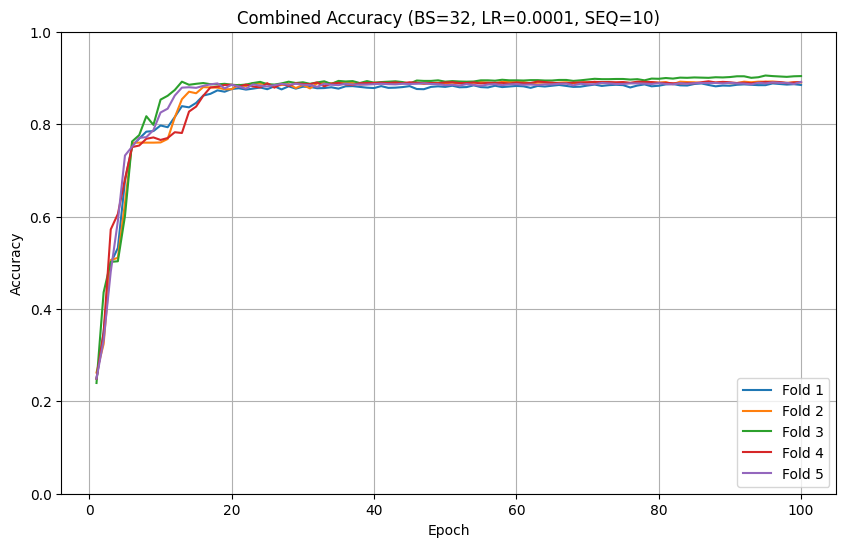 Combined Accuracy (BS=32, LR=0.0001, SEQ=10)
1.0
0.8
0.6
0.4
0.2
0.0
Accuracy
0 20 40 60 80 100
Epoch
Fold 1
Fold 2
Fold 3
Fold 4
Fold 5